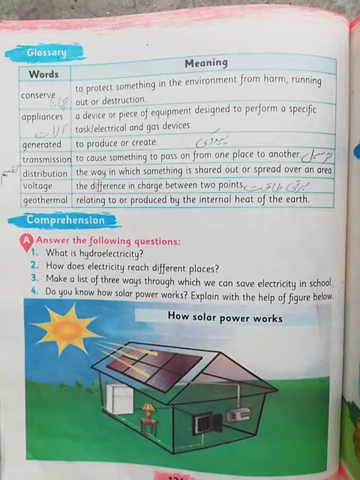 Glossary
Words Meaning
conserve to protect something in the environment from harm, running
out or destruction.
appliances a device or piece of equipment designed to perform a specific
آلات task/electrical and gas devices.
generated to produce or create.
transmission to cause something to pass on from one place to another
distribution the way in which something is shared out or spread over an area.
voltage the difference in charge between two points
geothermal relating to or produced by the internal heat of the earth.
Comprehension
A Answer the following questions:
1. What is hydroelectricity?
2. How does electricity reach different places?
3. Make a list of three ways through which we can save electricity in school.
4. Do you know how solar power works? Explain with the help of figure below.
How solar power works